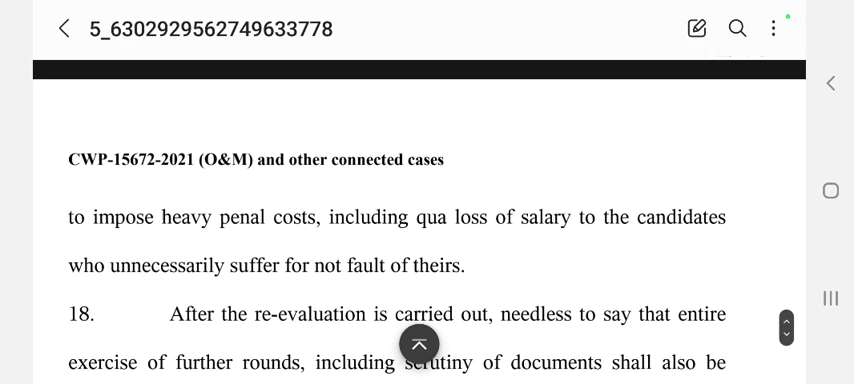 5_6302929562749633778
CWP-15672-2021 (O&M) and other connected cases
to impose heavy penal costs, including qua loss of salary to the candidates
who unnecessarily suffer for not fault of theirs.
18. After the re-evaluation is carried out, needless to say that entire
exercise of further rounds, including scrutiny of documents shall also be